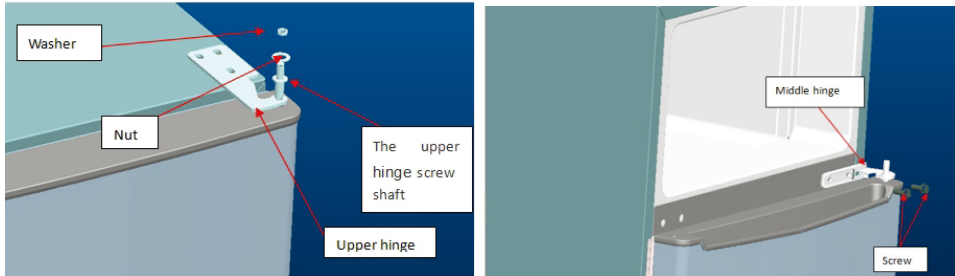 Washer
Nut
The upper
hinge screw
shaft
Upper hinge
Middle hinge
Screw